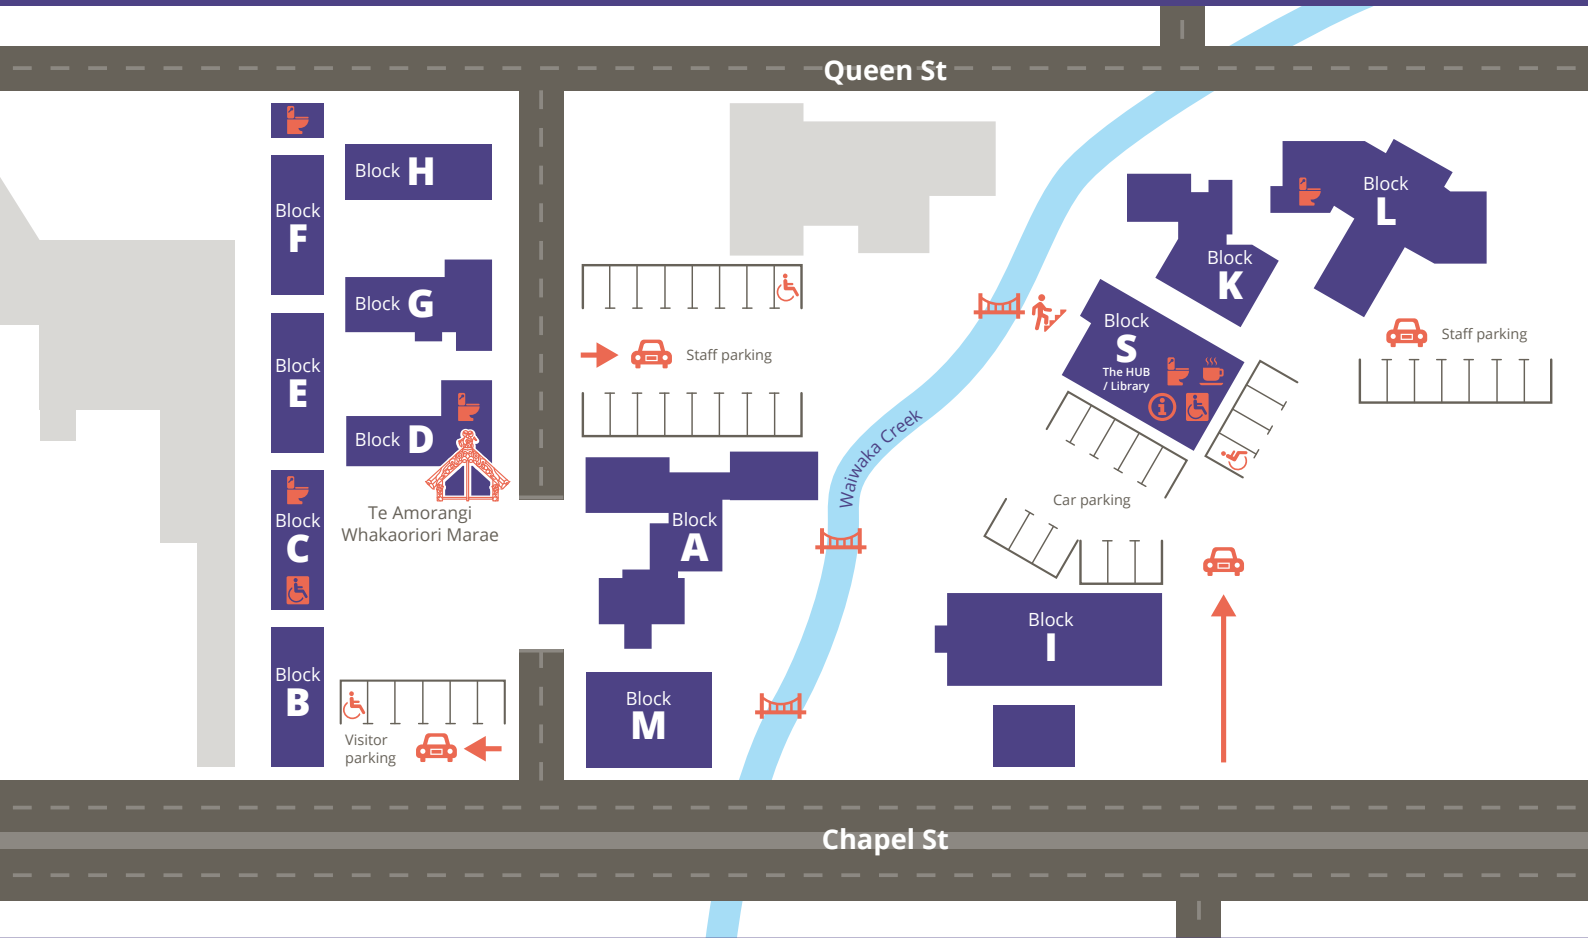 Queen St
Block H
Block
F
Block G
Block
E
Block D
Te Amorangi
Whakaoriori Marae
Block
C
Block
B
Visitor
parking
Staff parking
Block
A
Block
M
Waiwaka Creek
Block
L
Block
K
Block
S
The HUB
/ Library
Staff parking
Car parking
Block
I
Chapel St